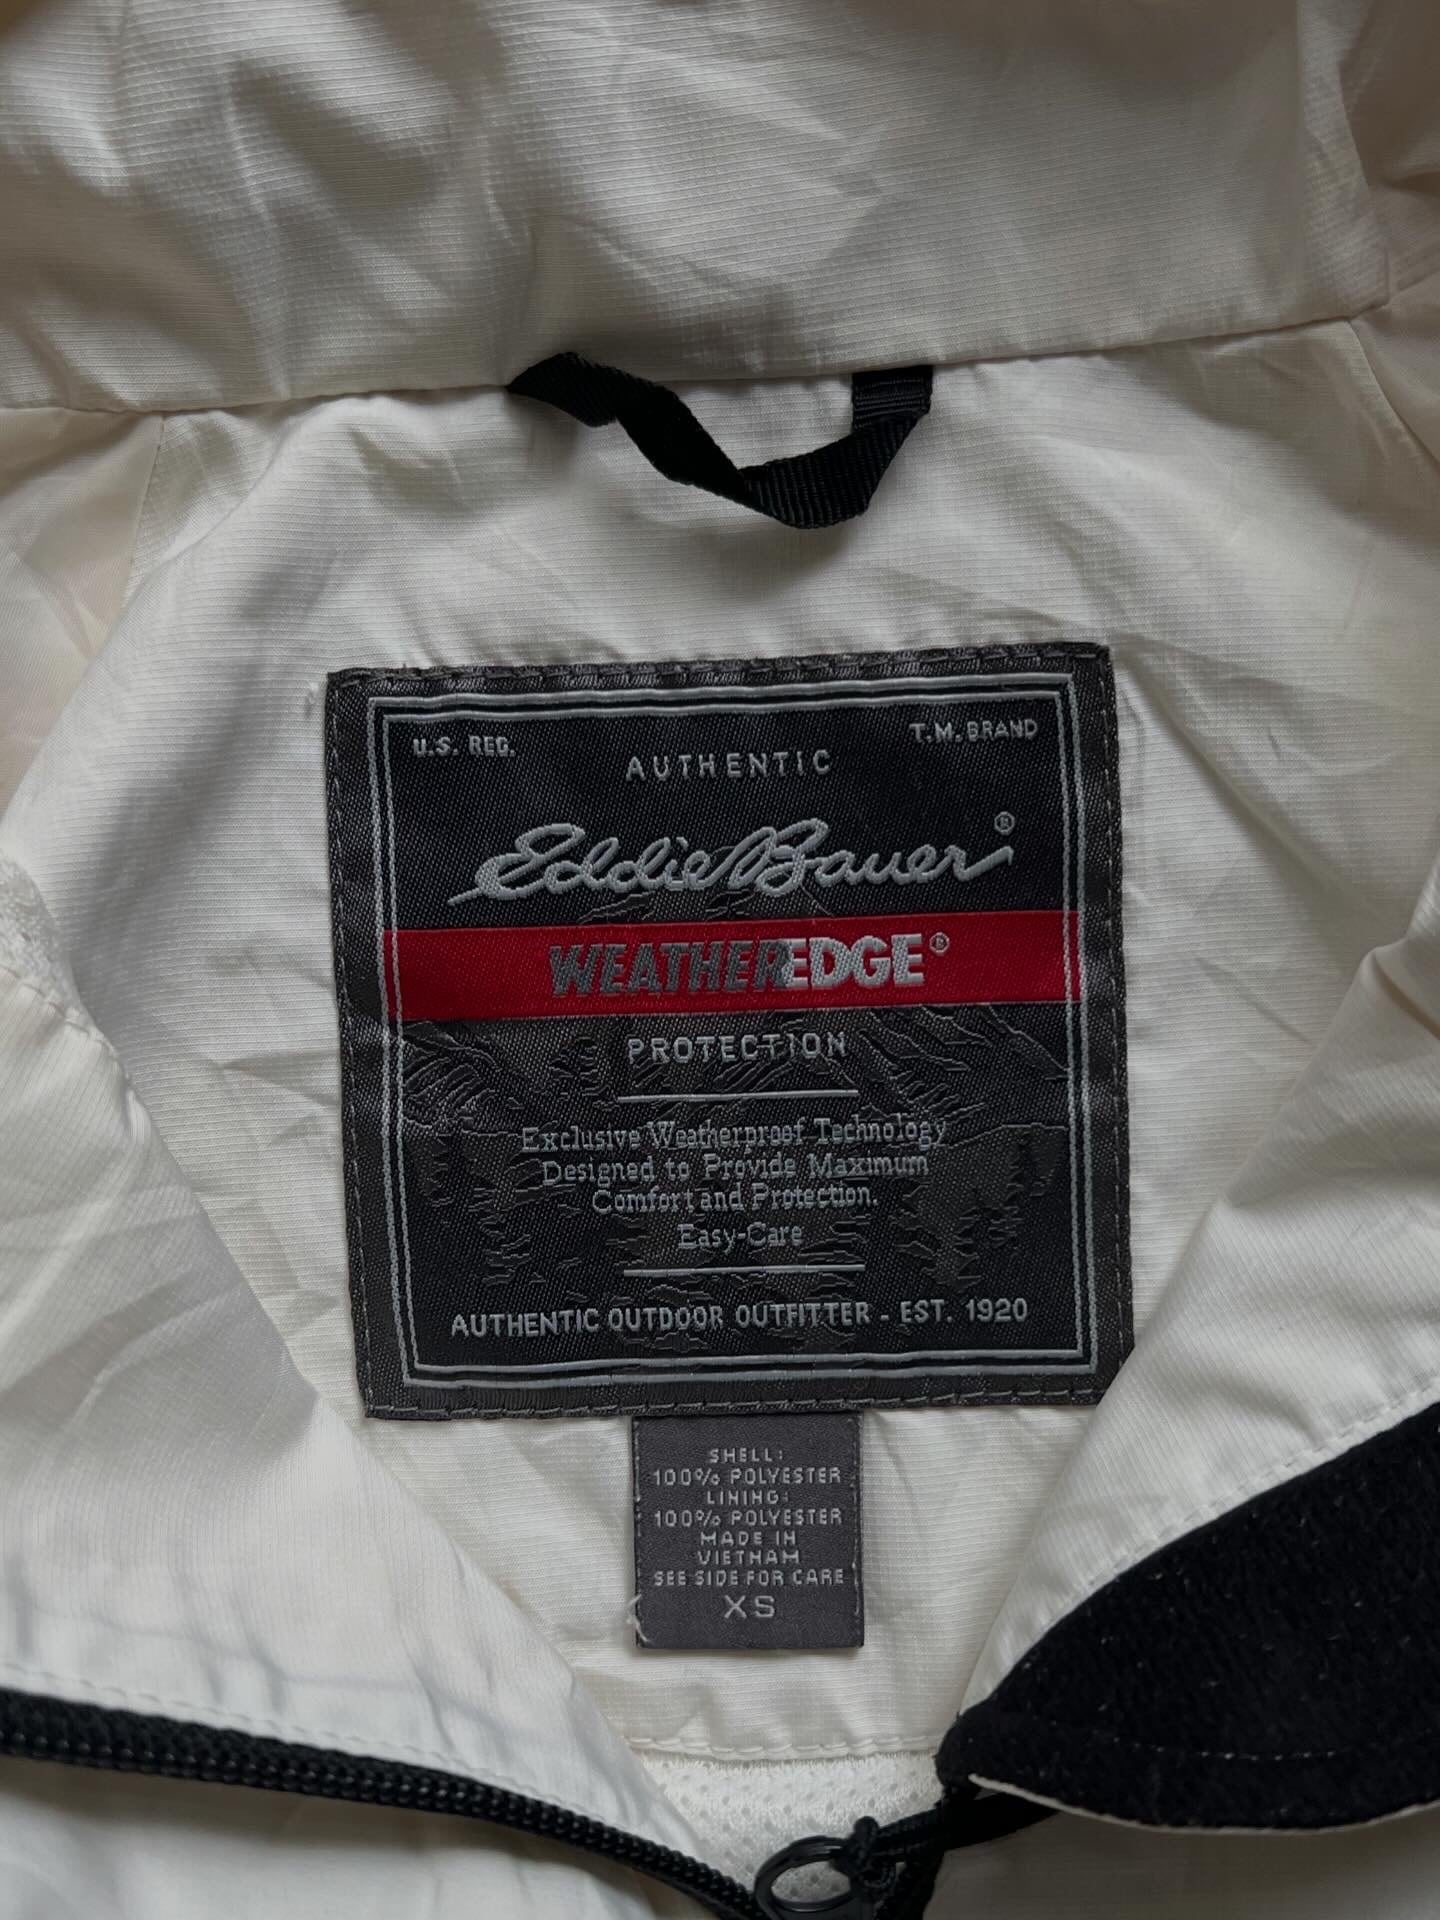 U.S. REG.
T.M. BRAND
AUTHENTIC
Eddie Bauer®
WEATHEREDGE®
PROTECTION
Exclusive Weatherproof Technology
Designed to Provide Maximum
Comfort and Protection.
Easy-Care
AUTHENTIC OUTDOOR OUTFITTER - EST. 1920
SHELL:
100% POLYESTER
LINING:
100% POLYESTER
MADE IN
VIETNAM
SEE SIDE FOR CARE
XS